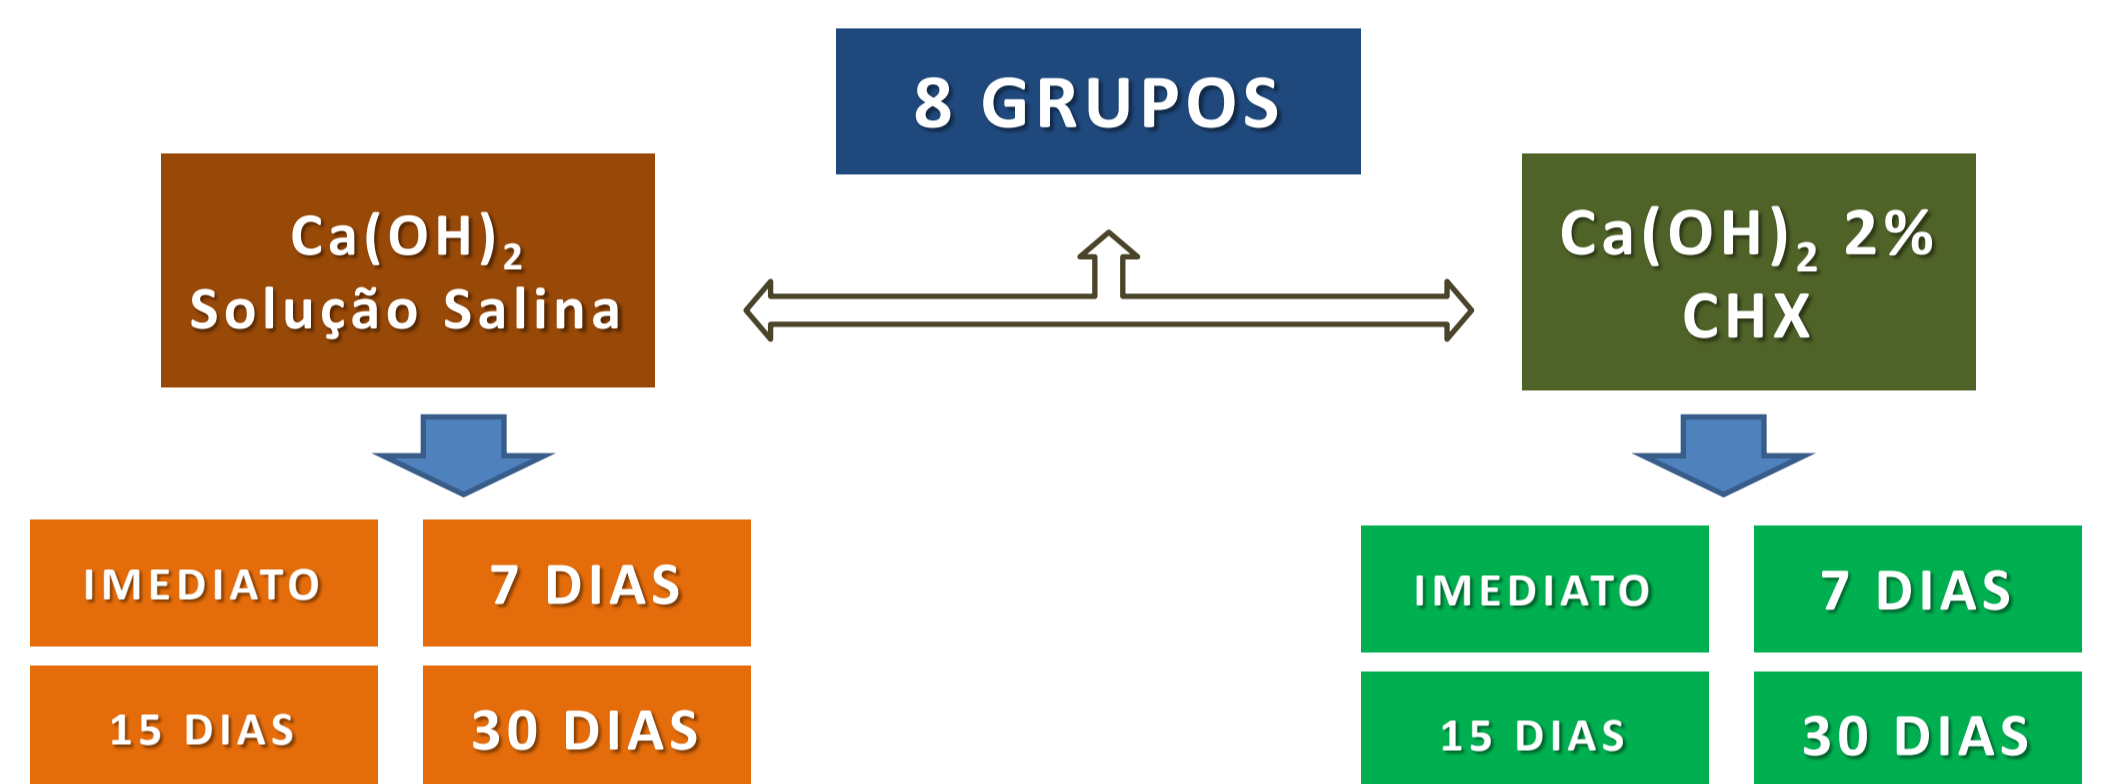 8 GRUPOS
Ca(OH)₂
Solução Salina
Ca(OH)₂ 2%
CHX
IMEDIATO
7 DIAS
15 DIAS
30 DIAS
IMEDIATO
7 DIAS
15 DIAS
30 DIAS